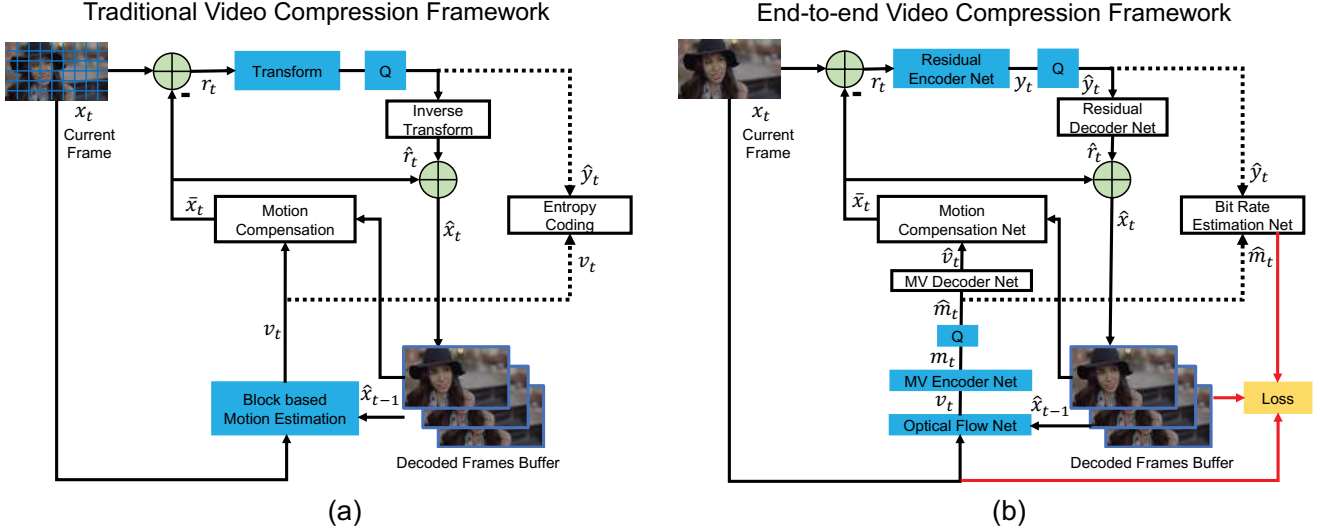 Traditional Video Compression Framework
Transform
Q
r_t
-
x_t
Current
Frame
Inverse
Transform
r̂_t
ŷ_t
x̄_t
Motion
Compensation
x̂_t
Entropy
Coding
v_t
v_t
Block based
Motion Estimation
x̂_{t−1}
Decoded Frames Buffer
(a)
End-to-end Video Compression Framework
Residual
Encoder Net
Q
r_t
y_t
ŷ_t
-
x_t
Current
Frame
Residual
Decoder Net
r̂_t
ŷ_t
x̄_t
Motion
Compensation Net
x̂_t
Bit Rate
Estimation Net
v̂_t
m̂_t
MV Decoder Net
m̂_t
Q
m_t
MV Encoder Net
v_t
x̂_{t−1}
Optical Flow Net
Loss
Decoded Frames Buffer
(b)